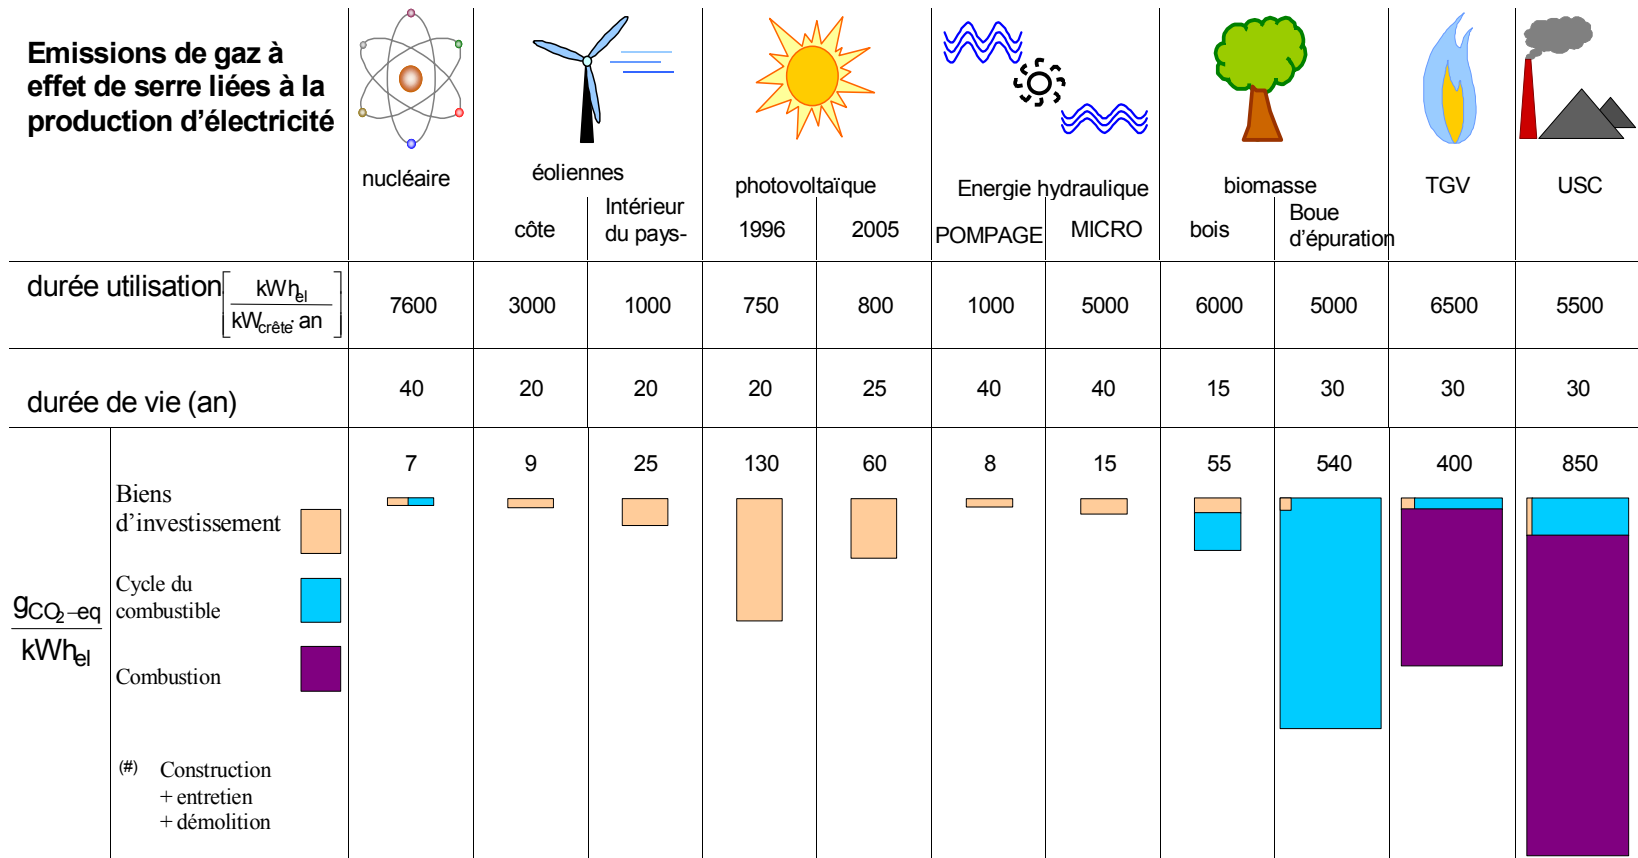 Emissions de gaz à
effet de serre liées à la
production d'électricité
nucléaire
éoliennes
photovoltaïque
Energie hydraulique
biomasse
TGV
USC
côte
Intérieur
du pays-
1996
2005
POMPAGE
MICRO
bois
Boue
d'épuration
durée utilisation [kWh_el / kW_crête · an]
7600 3000 1000 750 800 1000 5000 6000 5000 6500 5500
durée de vie (an)
40 20 20 20 25 40 40 15 30 30 30
7 9 25 130 60 8 15 55 540 400 850
Biens
d'investissement
Cycle du
combustible
g_CO2-eq / kWh_el
Combustion
(#) Construction
+ entretien
+ démolition